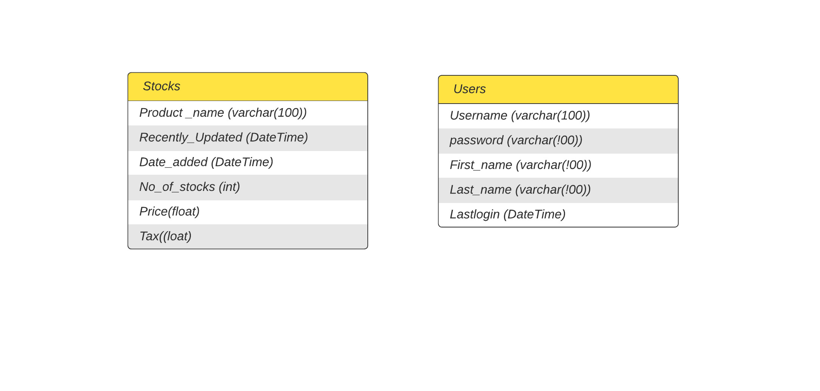 Stocks
Product _name (varchar(100))
Recently_Updated (DateTime)
Date_added (DateTime)
No_of_stocks (int)
Price(float)
Tax((loat)
Users
Username (varchar(100))
password (varchar(!00))
First_name (varchar(!00))
Last_name (varchar(!00))
Lastlogin (DateTime)